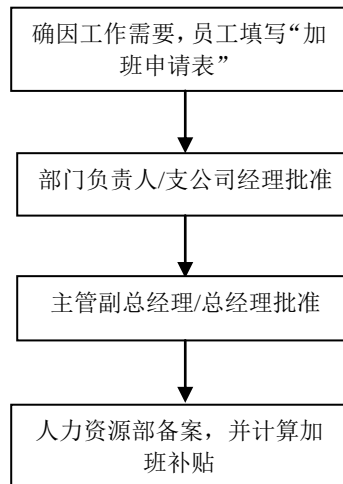 确因工作需要，员工填写“加
班申请表”
部门负责人/支公司经理批准
主管副总经理/总经理批准
人力资源部备案，并计算加
班补贴